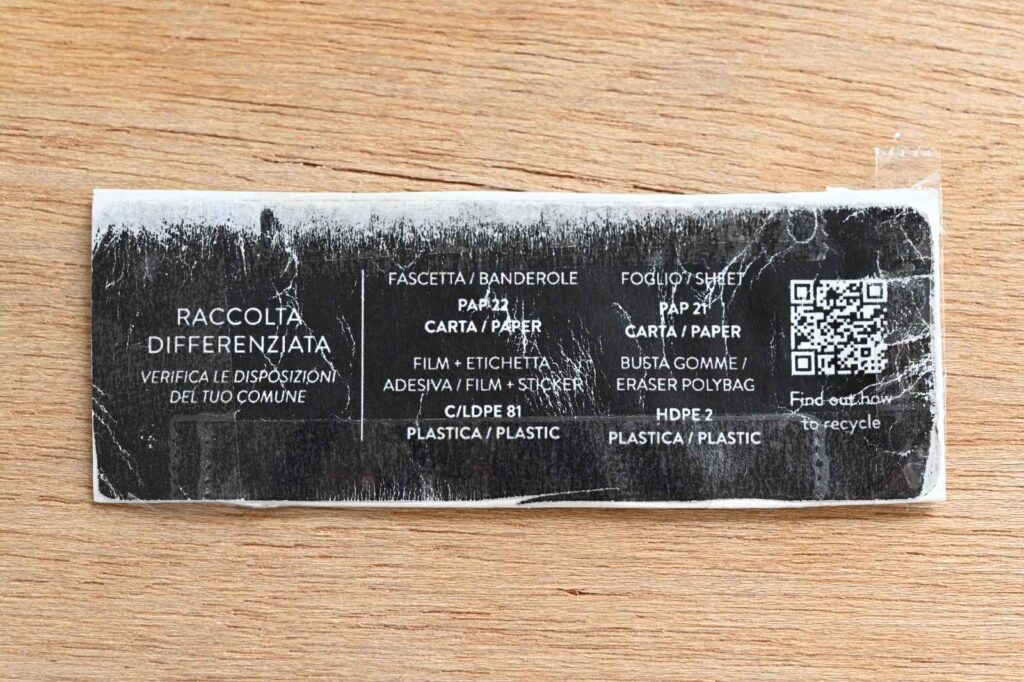 RACCOLTA
DIFFERENZIATA
VERIFICA LE DISPOSIZIONI
DEL TUO COMUNE
FASCETTA / BANDEROLE
PAP 22
CARTA / PAPER
FILM + ETICHETTA
ADESIVA / FILM + STICKER
C/LDPE 81
PLASTICA / PLASTIC
FOGLIO / SHEET
PAP 21
CARTA / PAPER
BUSTA GOMME /
ERASER POLYBAG
HDPE 2
PLASTICA / PLASTIC
Find out how
to recycle